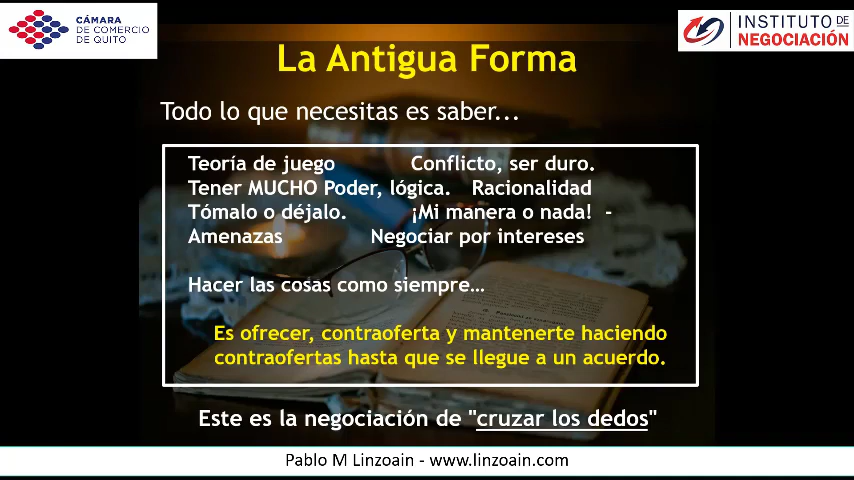 CÁMARA
DE COMERCIO
DE QUITO
INSTITUTO DE
NEGOCIACIÓN
La Antigua Forma
Todo lo que necesitas es saber...
Teoría de juego Conflicto, ser duro.
Tener MUCHO Poder, lógica. Racionalidad
Tómalo o déjalo. ¡Mi manera o nada! -
Amenazas Negociar por intereses
Hacer las cosas como siempre…
Es ofrecer, contraoferta y mantenerte haciendo
contraofertas hasta que se llegue a un acuerdo.
Este es la negociación de "cruzar los dedos"
Pablo M Linzoain - www.linzoain.com